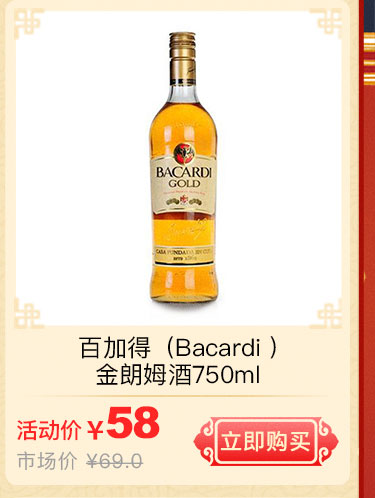 BACARDI
GOLD
百加得（Bacardi ）
金朗姆酒750ml
活动价 ¥58
立即购买
市场价 ¥69.0